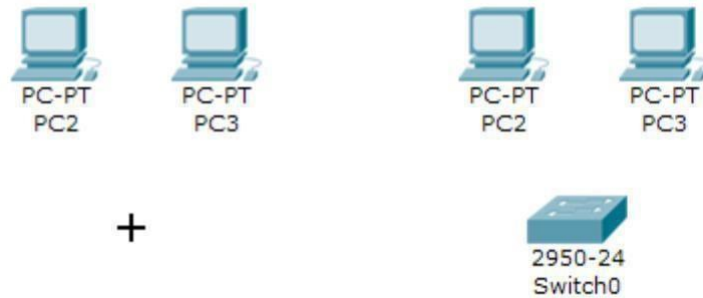 PC-PT
PC2
PC-PT
PC3
PC-PT
PC2
PC-PT
PC3
+
2950-24
Switch0